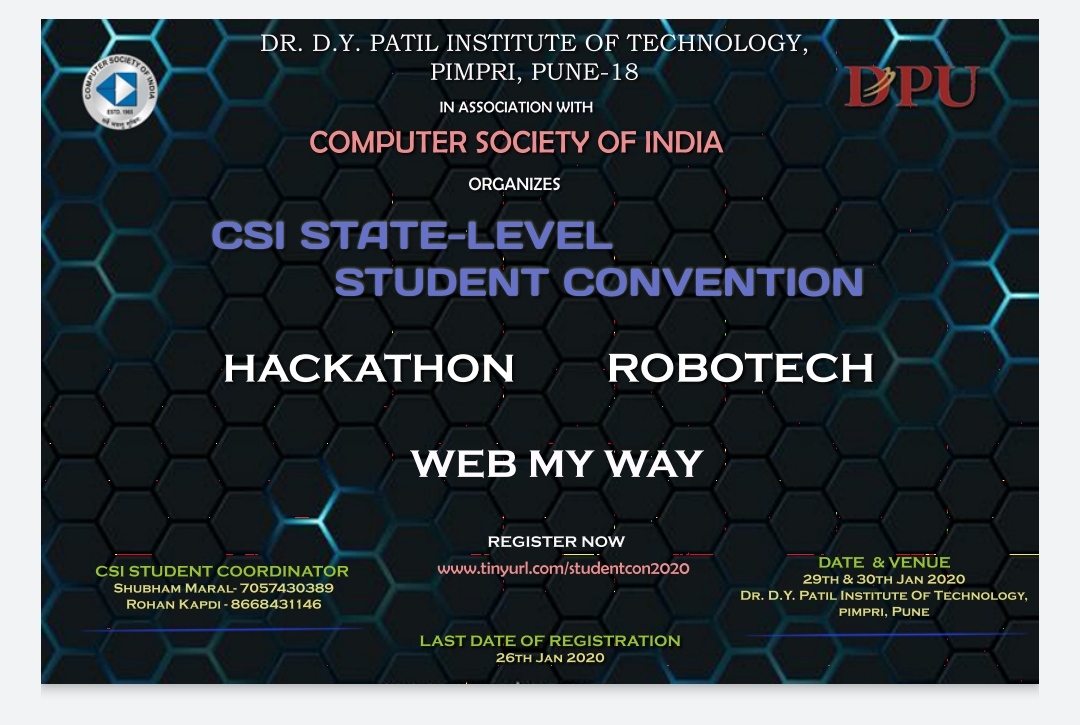 DR. D.Y. PATIL INSTITUTE OF TECHNOLOGY,
PIMPRI, PUNE-18
COMPUTER SOCIETY OF INDIA
ESTD. 1965
DPU
IN ASSOCIATION WITH
COMPUTER SOCIETY OF INDIA
ORGANIZES
CSI STATE-LEVEL
STUDENT CONVENTION
HACKATHON ROBOTECH
WEB MY WAY
REGISTER NOW
www.tinyurl.com/studentcon2020
CSI STUDENT COORDINATOR
SHUBHAM MARAL- 7057430389
ROHAN KAPDI - 8668431146
DATE & VENUE
29TH & 30TH JAN 2020
DR. D.Y. PATIL INSTITUTE OF TECHNOLOGY,
PIMPRI, PUNE
LAST DATE OF REGISTRATION
26TH JAN 2020